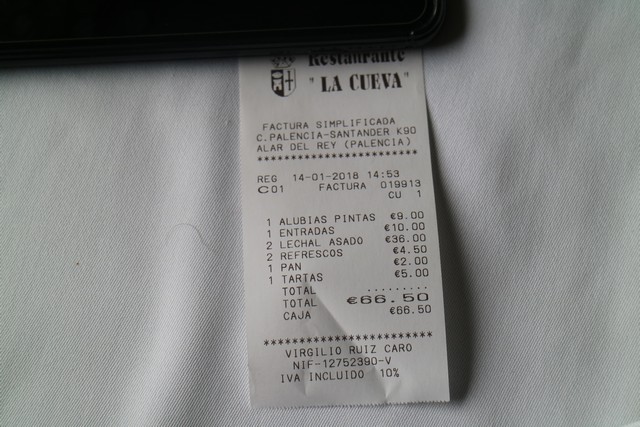 Restaurante
" LA CUEVA"
FACTURA SIMPLIFICADA
C.PALENCIA-SANTANDER K90
ALAR DEL REY (PALENCIA)
************************
REG 14-01-2018 14:53
C01 FACTURA 019913
CU 1
1 ALUBIAS PINTAS €9.00
1 ENTRADAS €10.00
2 LECHAL ASADO €36.00
2 REFRESCOS €4.50
1 PAN €2.00
1 TARTAS €5.00
TOTAL .........
TOTAL €66.50
CAJA €66.50
************************
VIRGILIO RUIZ CARO
NIF-12752390-V
IVA INCLUIDO 10%